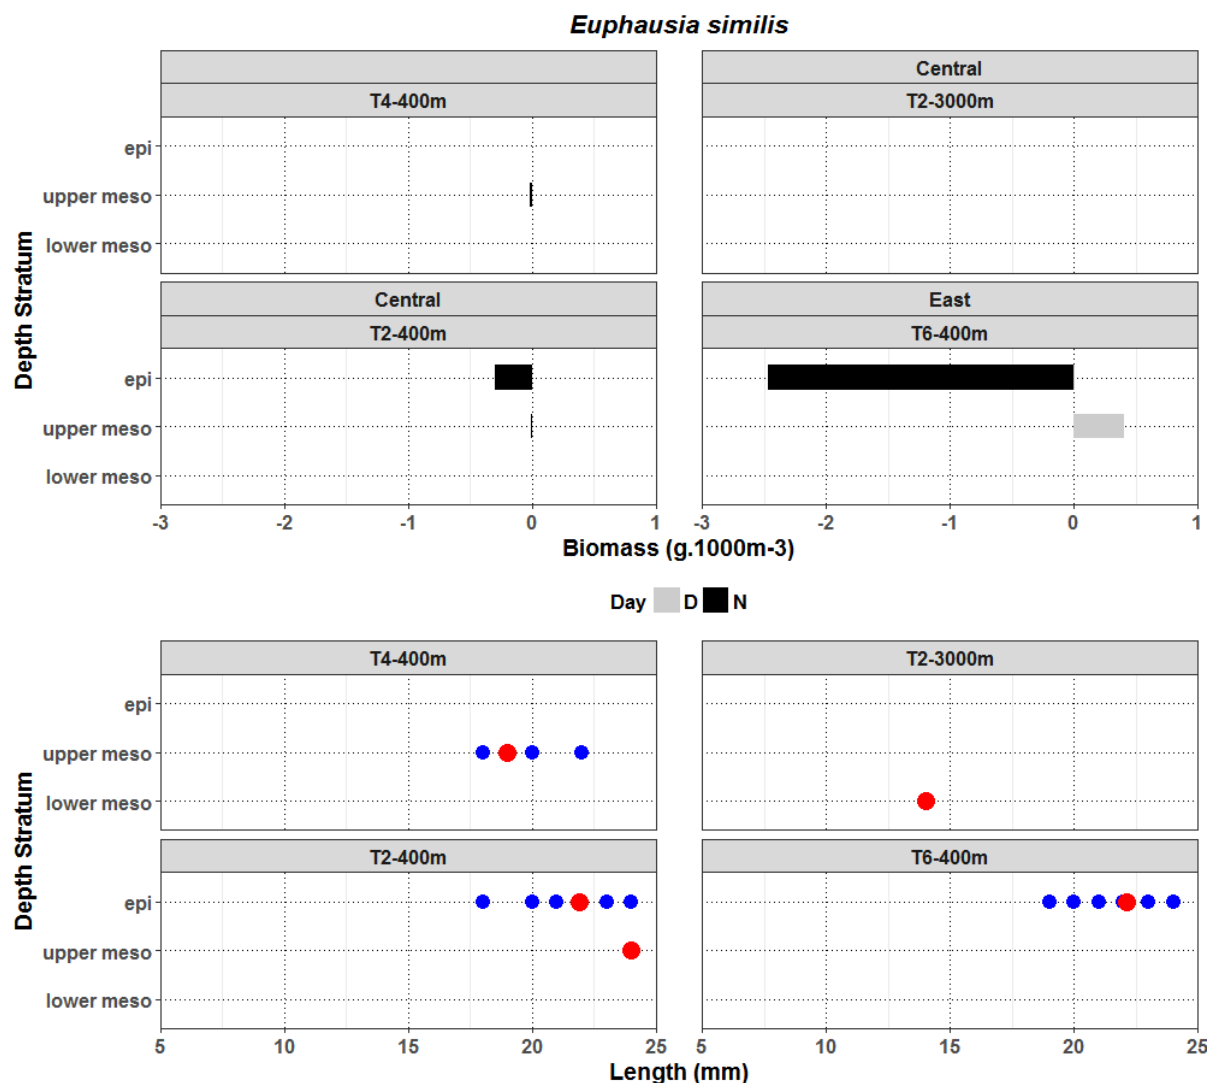 Euphausia similis
Central
T4-400m
T2-3000m
epi
upper meso
lower meso
Central
East
T2-400m
T6-400m
epi
upper meso
lower meso
Depth Stratum
-3 -2 -1 0 1
-3 -2 -1 0 1
Biomass (g.1000m-3)
Day D N
T4-400m
T2-3000m
epi
upper meso
lower meso
T2-400m
T6-400m
epi
upper meso
lower meso
Depth Stratum
5 10 15 20 25
5 10 15 20 25
Length (mm)